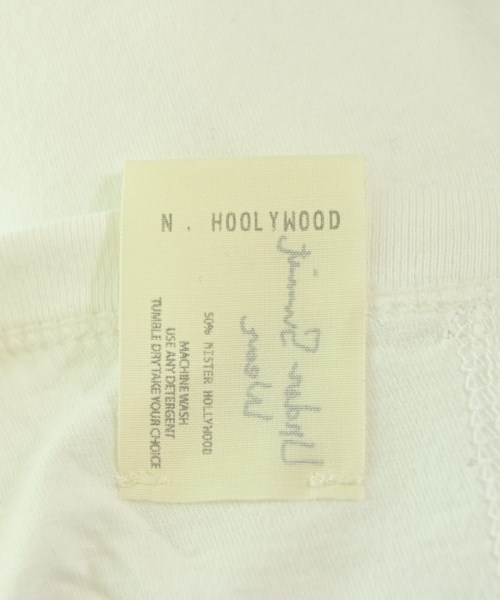 N. HOOLYWOOD
50% MISTER HOLLYWOOD
MACHINE WASH
USE ANY DETERGENT
TUMBLE DRY TAKE YOUR CHOICE